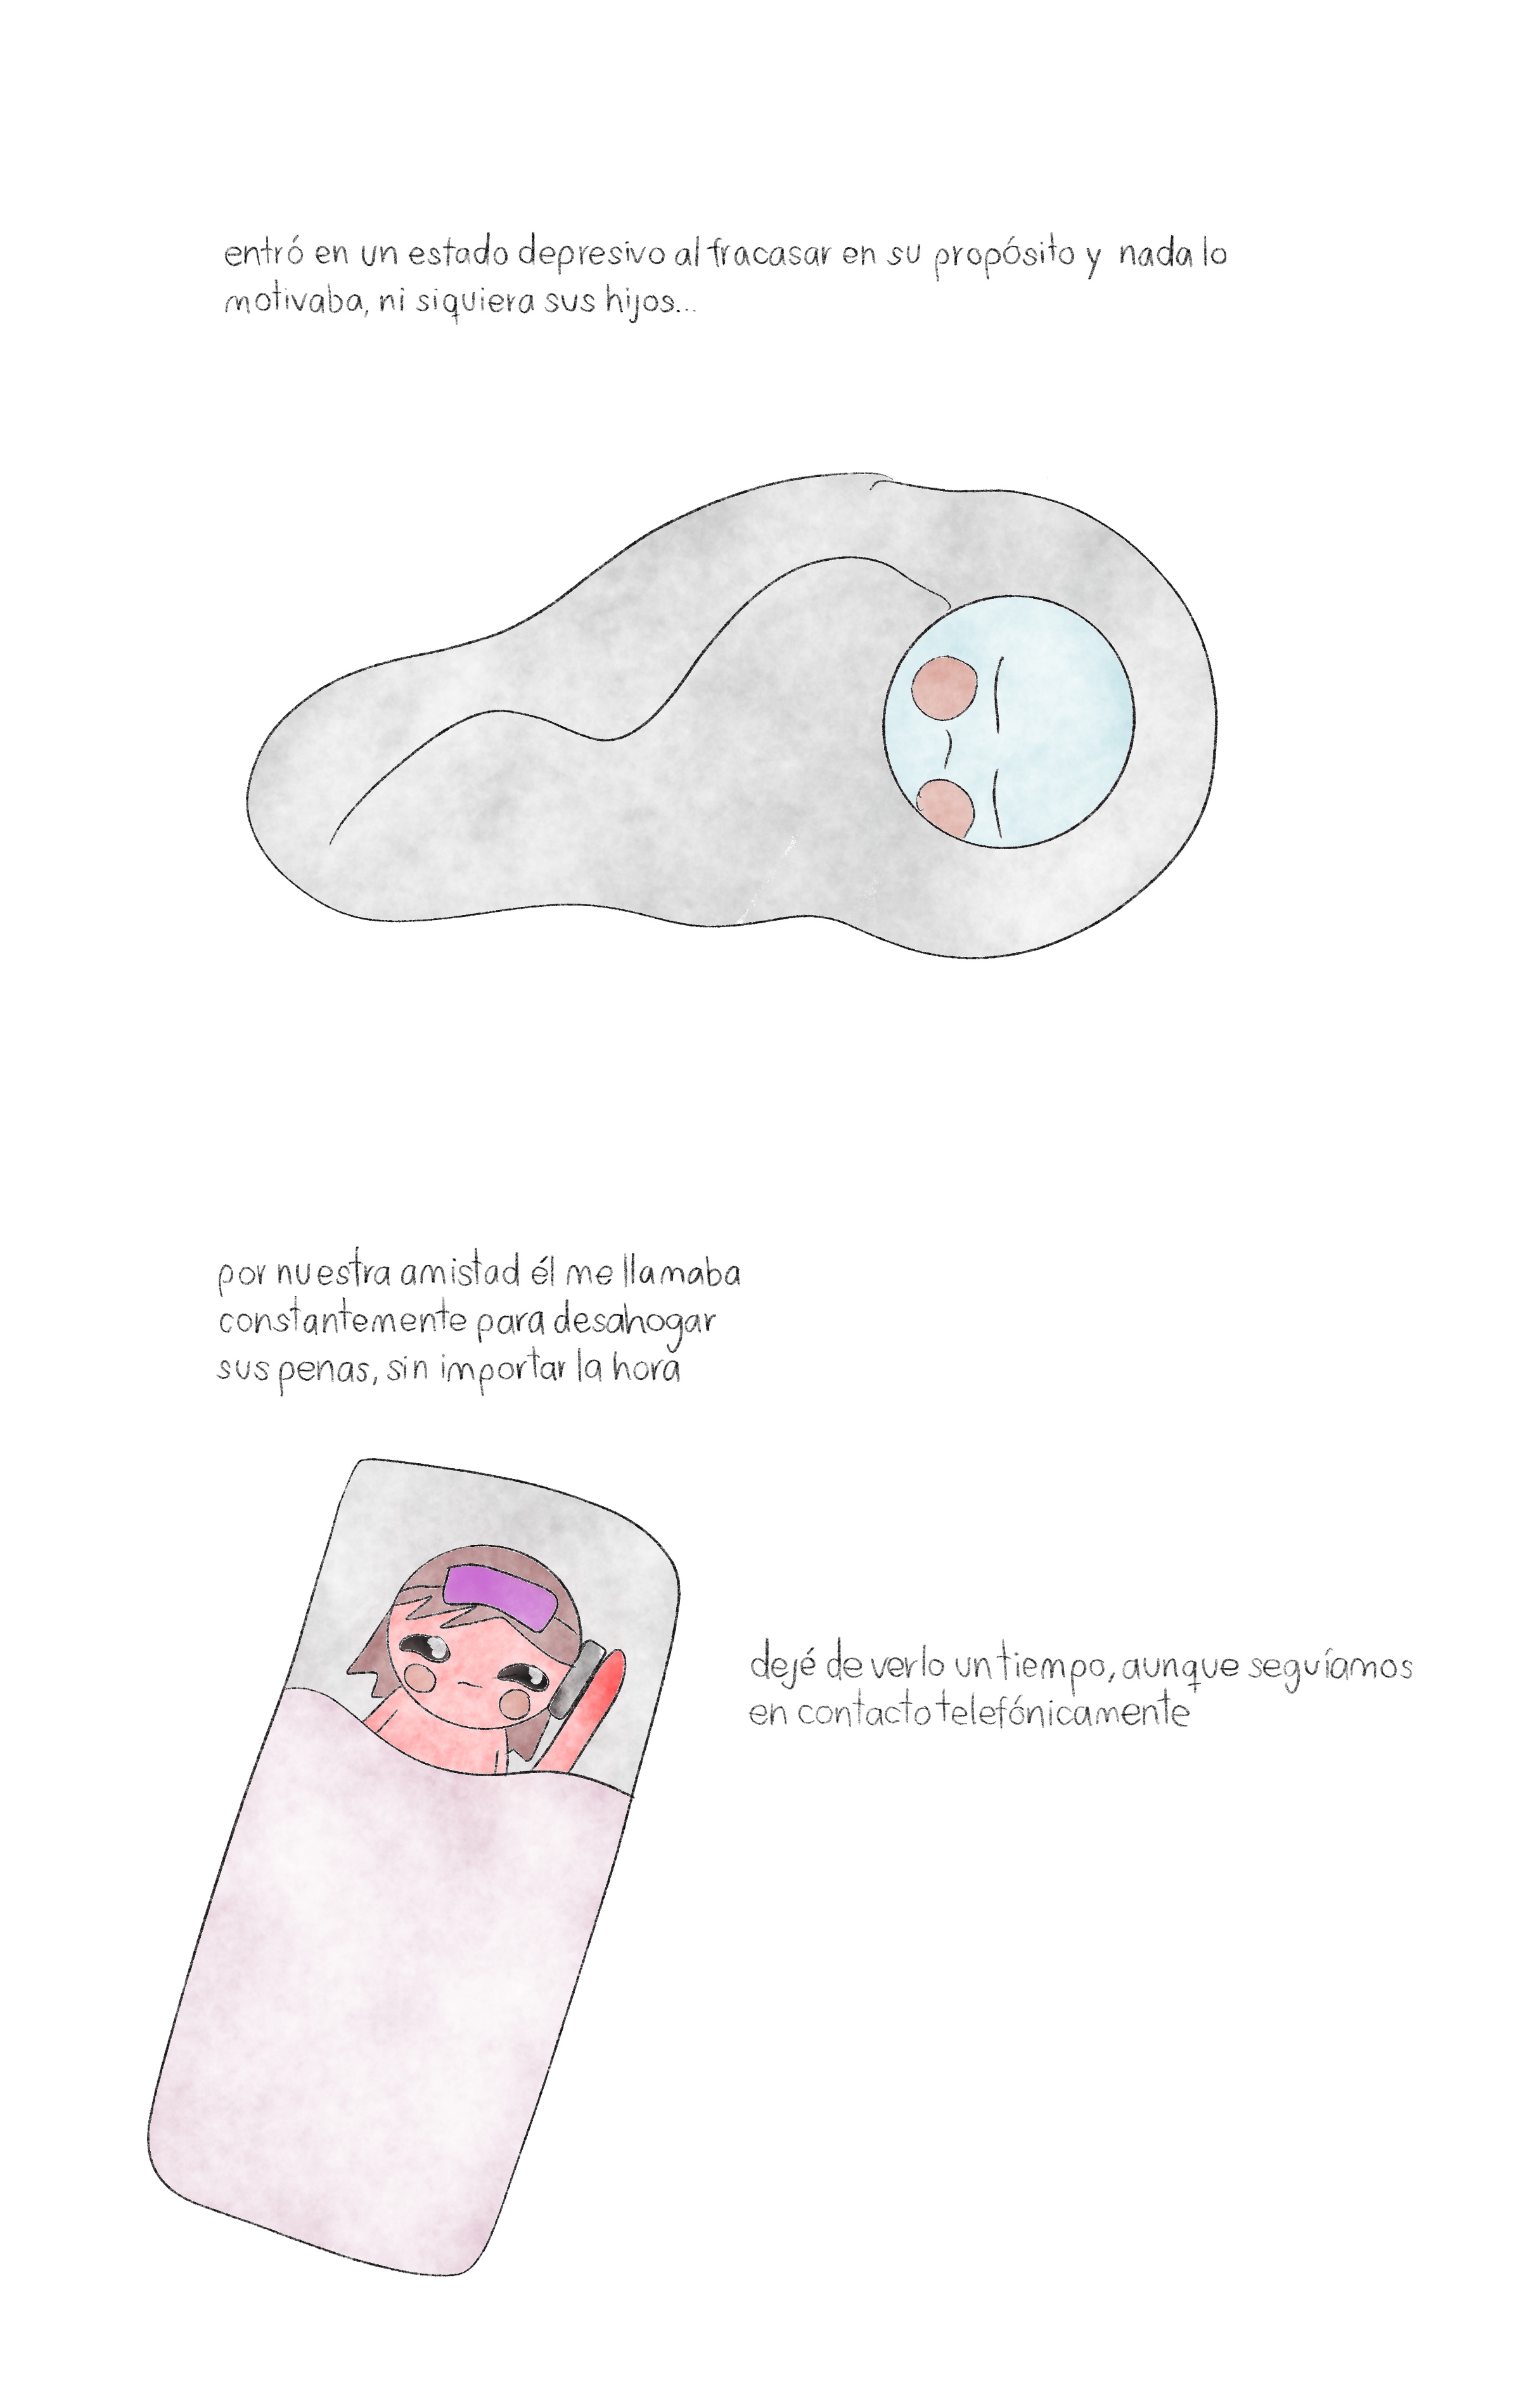 entró en un estado depresivo al fracasar en su propósito y nada lo
motivaba, ni siquiera sus hijos...
por nuestra amistad él me llamaba
constantemente para desahogar
sus penas, sin importar la hora
dejé de verlo un tiempo, aunque seguíamos
en contacto telefónicamente